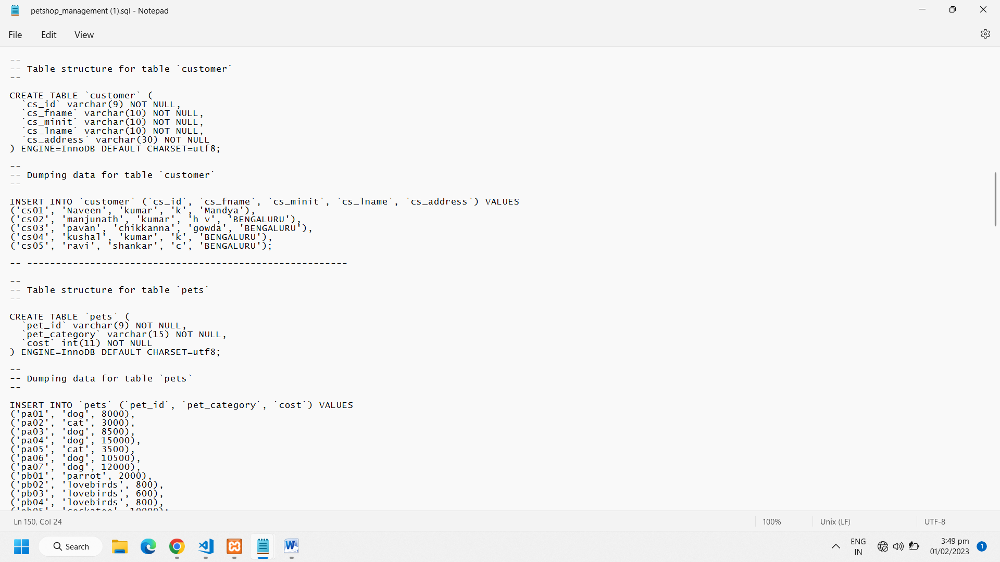 petshop_management (1).sql - Notepad
File Edit View
--
-- Table structure for table `customer`
--
CREATE TABLE `customer` (
  `cs_id` varchar(9) NOT NULL,
  `cs_fname` varchar(10) NOT NULL,
  `cs_minit` varchar(10) NOT NULL,
  `cs_lname` varchar(10) NOT NULL,
  `cs_address` varchar(30) NOT NULL
) ENGINE=InnoDB DEFAULT CHARSET=utf8;
--
-- Dumping data for table `customer`
--
INSERT INTO `customer` (`cs_id`, `cs_fname`, `cs_minit`, `cs_lname`, `cs_address`) VALUES
('cs01', 'Naveen', 'kumar', 'k', 'Mandya'),
('cs02', 'manjunath', 'kumar', 'h v', 'BENGALURU'),
('cs03', 'pavan', 'chikkanna', 'gowda', 'BENGALURU'),
('cs04', 'kushal', 'kumar', 'k', 'BENGALURU'),
('cs05', 'ravi', 'shankar', 'c', 'BENGALURU');
-- --------------------------------------------------------
--
-- Table structure for table `pets`
--
CREATE TABLE `pets` (
  `pet_id` varchar(9) NOT NULL,
  `pet_category` varchar(15) NOT NULL,
  `cost` int(11) NOT NULL
) ENGINE=InnoDB DEFAULT CHARSET=utf8;
--
-- Dumping data for table `pets`
--
INSERT INTO `pets` (`pet_id`, `pet_category`, `cost`) VALUES
('pa01', 'dog', 8000),
('pa02', 'cat', 3000),
('pa03', 'dog', 8500),
('pa04', 'dog', 15000),
('pa05', 'cat', 3500),
('pa06', 'dog', 10500),
('pa07', 'dog', 12000),
('pb01', 'parrot', 2000),
('pb02', 'lovebirds', 800),
('pb03', 'lovebirds', 600),
('pb04', 'lovebirds', 800),
('pb05', 'cockatoo', 10000);
Ln 150, Col 24 100% Unix (LF) UTF-8
Search ENG IN 3:49 pm 01/02/2023 1